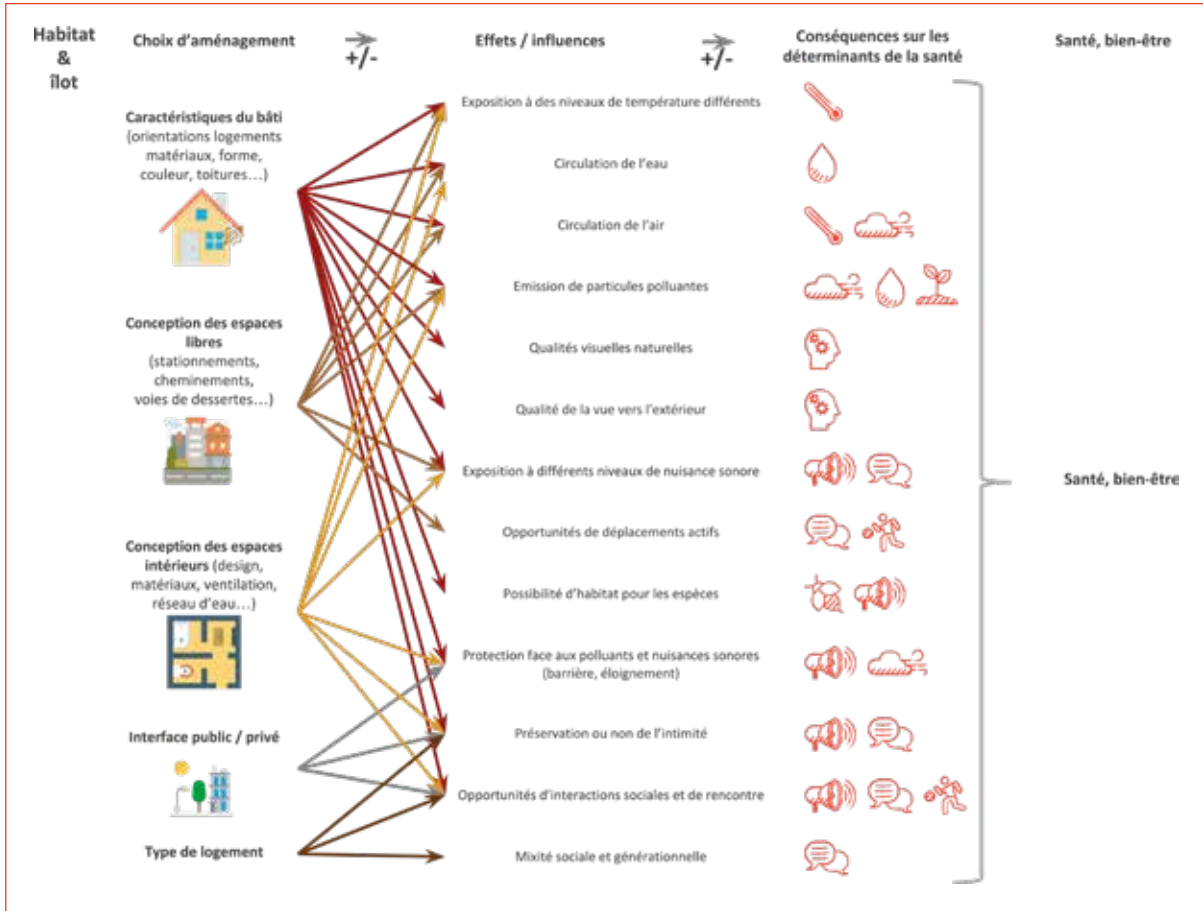 Habitat
&
îlot
Choix d'aménagement
+/-
Effets / influences
+/-
Conséquences sur les
déterminants de la santé
Santé, bien-être
Caractéristiques du bâti
(orientations logements
matériaux, forme,
couleur, toitures…)
Conception des espaces
libres
(stationnements,
cheminements,
voies de dessertes…)
Conception des espaces
intérieurs (design,
matériaux, ventilation,
réseau d'eau…)
Interface public / privé
Type de logement
Exposition à des niveaux de température différents
Circulation de l'eau
Circulation de l'air
Emission de particules polluantes
Qualités visuelles naturelles
Qualité de la vue vers l'extérieur
Exposition à différents niveaux de nuisance sonore
Opportunités de déplacements actifs
Possibilité d'habitat pour les espèces
Protection face aux polluants et nuisances sonores
(barrière, éloignement)
Préservation ou non de l'intimité
Opportunités d'interactions sociales et de rencontre
Mixité sociale et générationnelle
Santé, bien-être